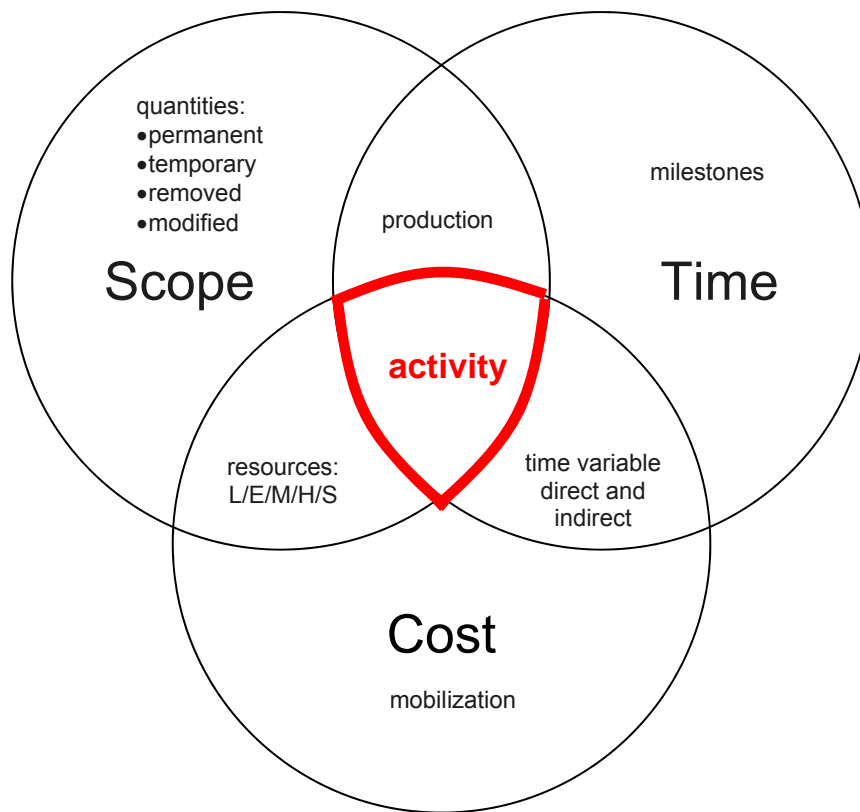 quantities:
•permanent
•temporary
•removed
•modified
Scope
production
milestones
Time
activity
resources:
L/E/M/H/S
time variable
direct and
indirect
Cost
mobilization